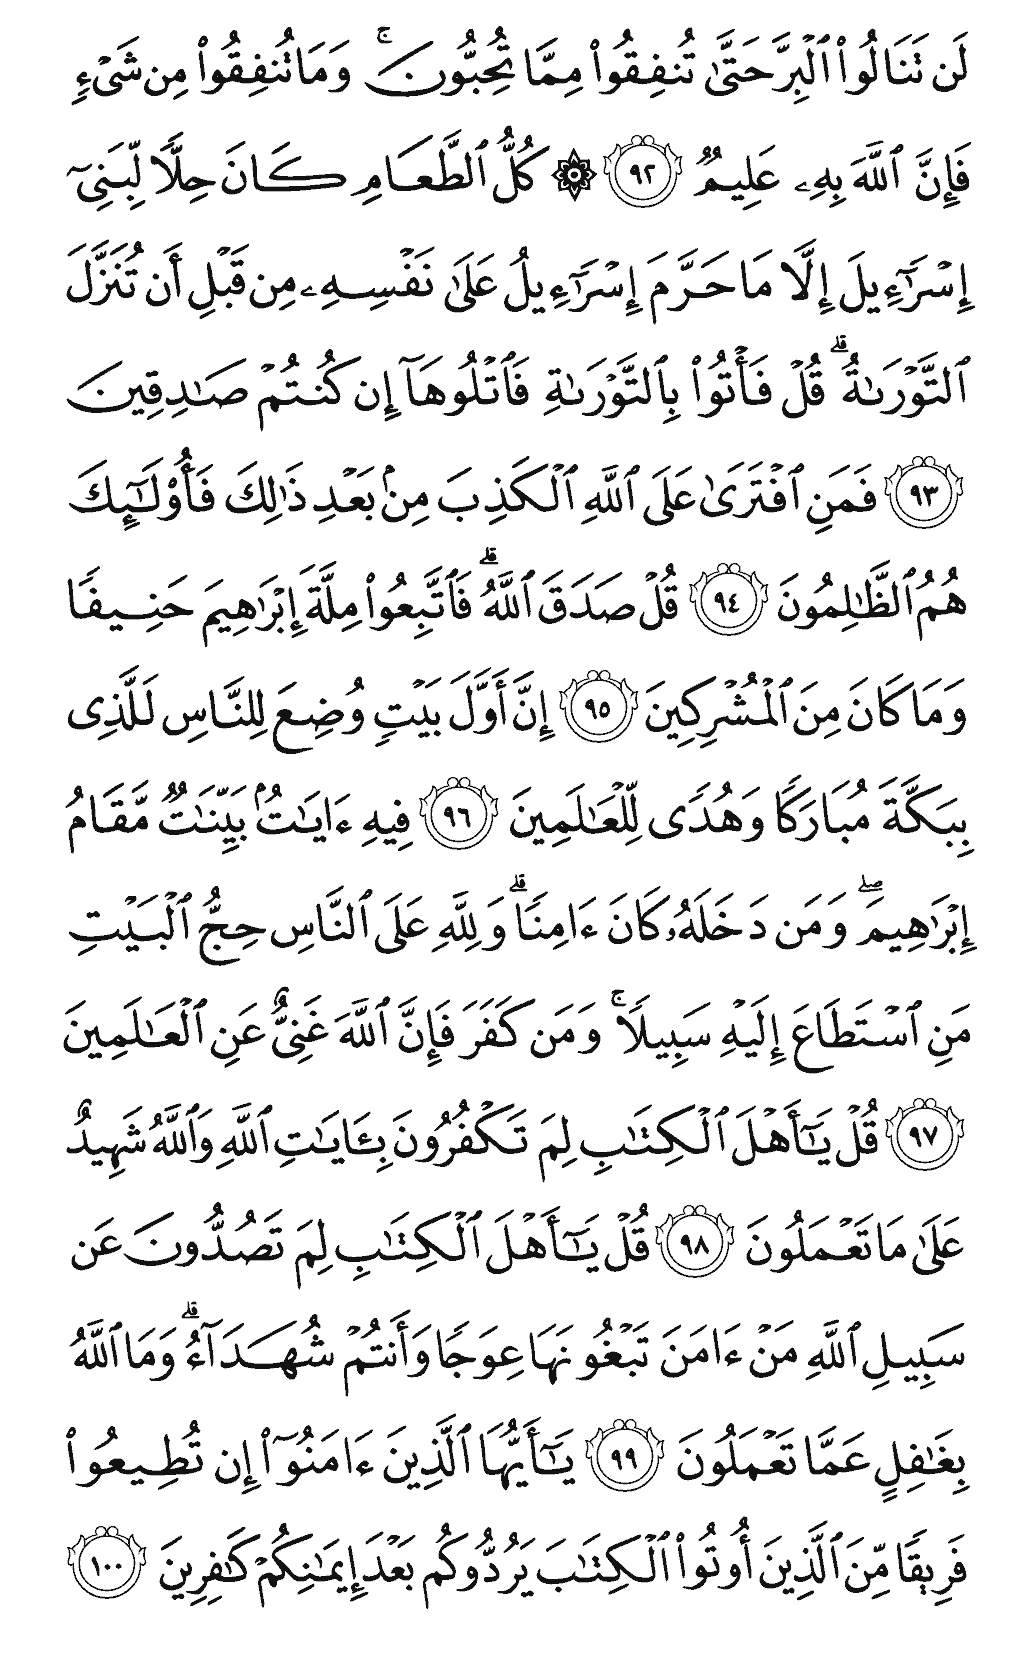 لَن تَنَالُوا۟ ٱلْبِرَّ حَتَّىٰ تُنفِقُوا۟ مِمَّا تُحِبُّونَ ۚ وَمَا تُنفِقُوا۟ مِن شَىْءٍ
فَإِنَّ ٱللَّهَ بِهِۦ عَلِيمٌ ٩٢ ۞ كُلُّ ٱلطَّعَامِ كَانَ حِلًّا لِّبَنِىٓ
إِسْرَٰٓءِيلَ إِلَّا مَا حَرَّمَ إِسْرَٰٓءِيلُ عَلَىٰ نَفْسِهِۦ مِن قَبْلِ أَن تُنَزَّلَ
ٱلتَّوْرَىٰةُ ۗ قُلْ فَأْتُوا۟ بِٱلتَّوْرَىٰةِ فَٱتْلُوهَآ إِن كُنتُمْ صَٰدِقِينَ
٩٣ فَمَنِ ٱفْتَرَىٰ عَلَى ٱللَّهِ ٱلْكَذِبَ مِنۢ بَعْدِ ذَٰلِكَ فَأُو۟لَٰٓئِكَ
هُمُ ٱلظَّٰلِمُونَ ٩٤ قُلْ صَدَقَ ٱللَّهُ ۗ فَٱتَّبِعُوا۟ مِلَّةَ إِبْرَٰهِيمَ حَنِيفًا
وَمَا كَانَ مِنَ ٱلْمُشْرِكِينَ ٩٥ إِنَّ أَوَّلَ بَيْتٍ وُضِعَ لِلنَّاسِ لَلَّذِى
بِبَكَّةَ مُبَارَكًا وَهُدًى لِّلْعَٰلَمِينَ ٩٦ فِيهِ ءَايَٰتٌۢ بَيِّنَٰتٌ مَّقَامُ
إِبْرَٰهِيمَ ۖ وَمَن دَخَلَهُۥ كَانَ ءَامِنًا ۗ وَلِلَّهِ عَلَى ٱلنَّاسِ حِجُّ ٱلْبَيْتِ
مَنِ ٱسْتَطَاعَ إِلَيْهِ سَبِيلًا ۚ وَمَن كَفَرَ فَإِنَّ ٱللَّهَ غَنِىٌّ عَنِ ٱلْعَٰلَمِينَ
٩٧ قُلْ يَٰٓأَهْلَ ٱلْكِتَٰبِ لِمَ تَكْفُرُونَ بِـَٔايَٰتِ ٱللَّهِ وَٱللَّهُ شَهِيدٌ
عَلَىٰ مَا تَعْمَلُونَ ٩٨ قُلْ يَٰٓأَهْلَ ٱلْكِتَٰبِ لِمَ تَصُدُّونَ عَن
سَبِيلِ ٱللَّهِ مَنْ ءَامَنَ تَبْغُونَهَا عِوَجًا وَأَنتُمْ شُهَدَآءُ ۗ وَمَا ٱللَّهُ
بِغَٰفِلٍ عَمَّا تَعْمَلُونَ ٩٩ يَٰٓأَيُّهَا ٱلَّذِينَ ءَامَنُوٓا۟ إِن تُطِيعُوا۟
فَرِيقًا مِّنَ ٱلَّذِينَ أُوتُوا۟ ٱلْكِتَٰبَ يَرُدُّوكُم بَعْدَ إِيمَٰنِكُمْ كَٰفِرِينَ ١٠٠